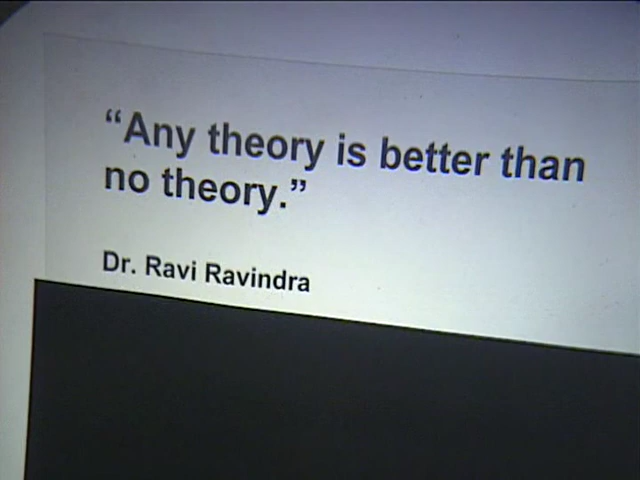 “Any theory is better than
no theory.”
Dr. Ravi Ravindra